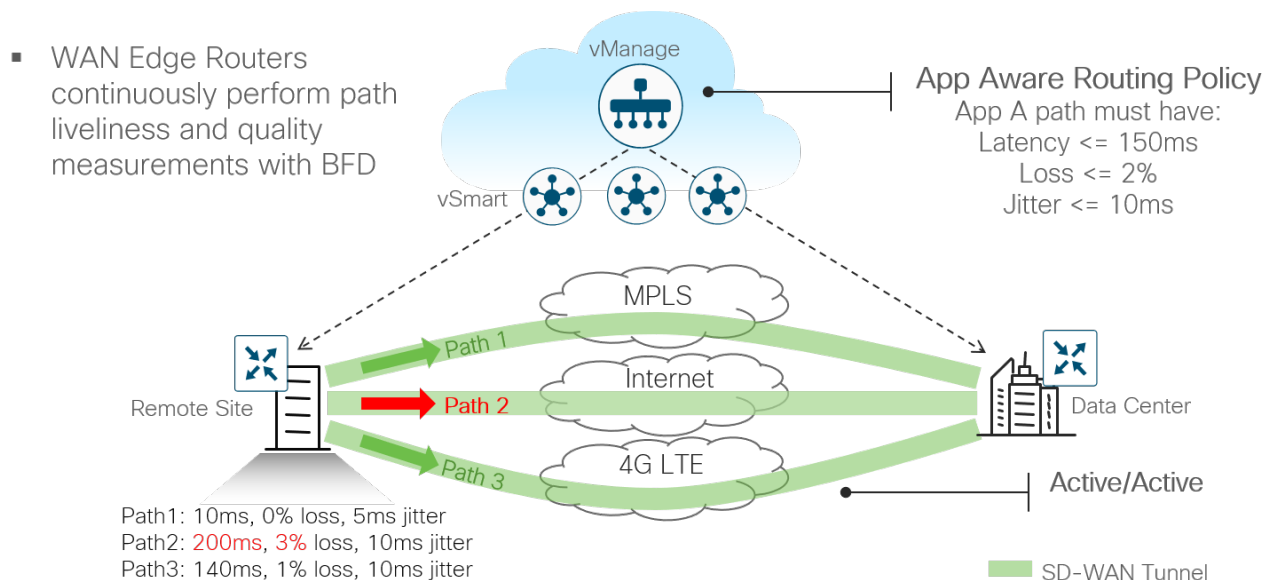 ▪ WAN Edge Routers
continuously perform path
liveliness and quality
measurements with BFD
vManage
App Aware Routing Policy
App A path must have:
Latency <= 150ms
Loss <= 2%
Jitter <= 10ms
vSmart
MPLS
Path 1
Internet
Path 2
Remote Site
Data Center
4G LTE
Path 3
Active/Active
Path1: 10ms, 0% loss, 5ms jitter
Path2: 200ms, 3% loss, 10ms jitter
Path3: 140ms, 1% loss, 10ms jitter
SD-WAN Tunnel